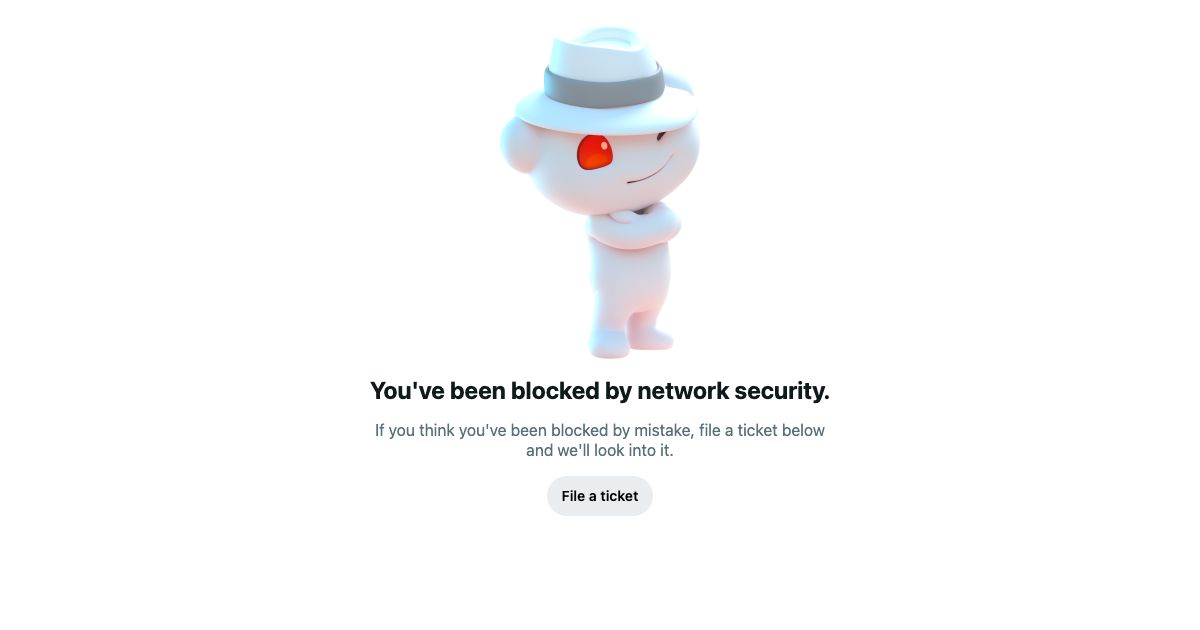 You've been blocked by network security.
If you think you've been blocked by mistake, file a ticket below
and we'll look into it.
File a ticket